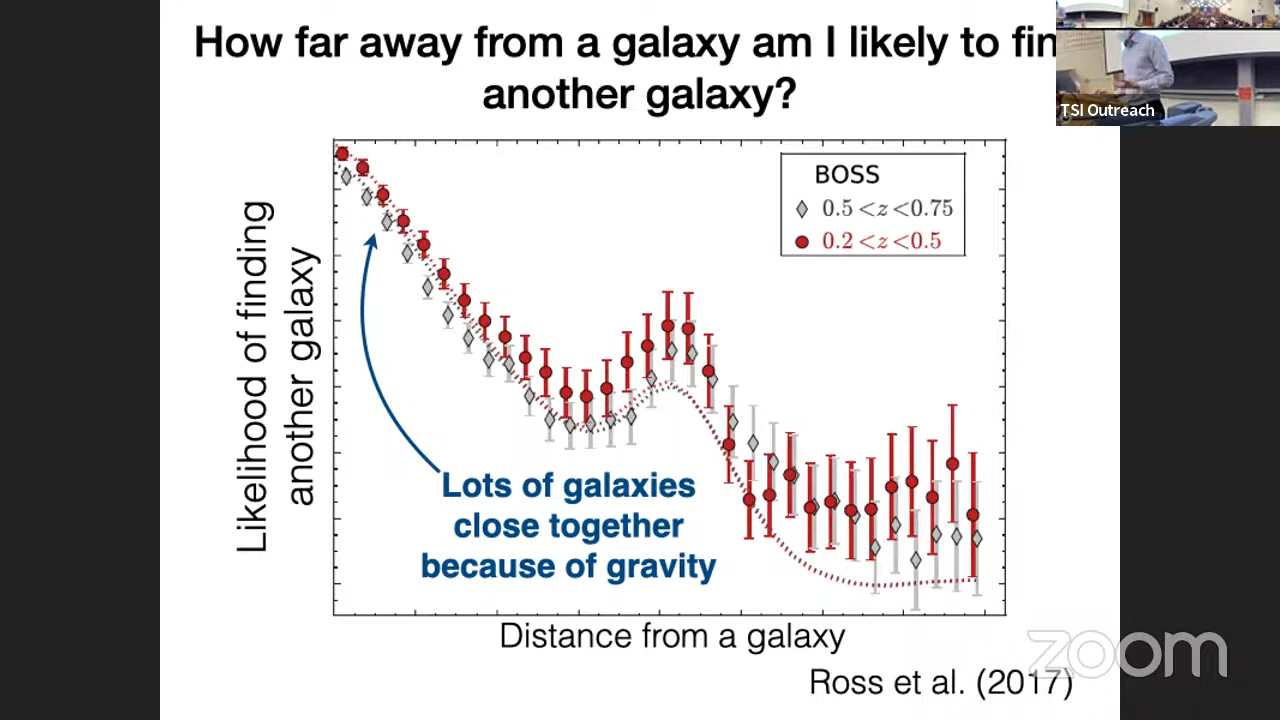 How far away from a galaxy am I likely to fin
another galaxy?
TSI Outreach
BOSS
0.5 <z <0.75
0.2 <z <0.5
Likelihood of finding
another galaxy
Lots of galaxies
close together
because of gravity
Distance from a galaxy
zoom
Ross et al. (2017)